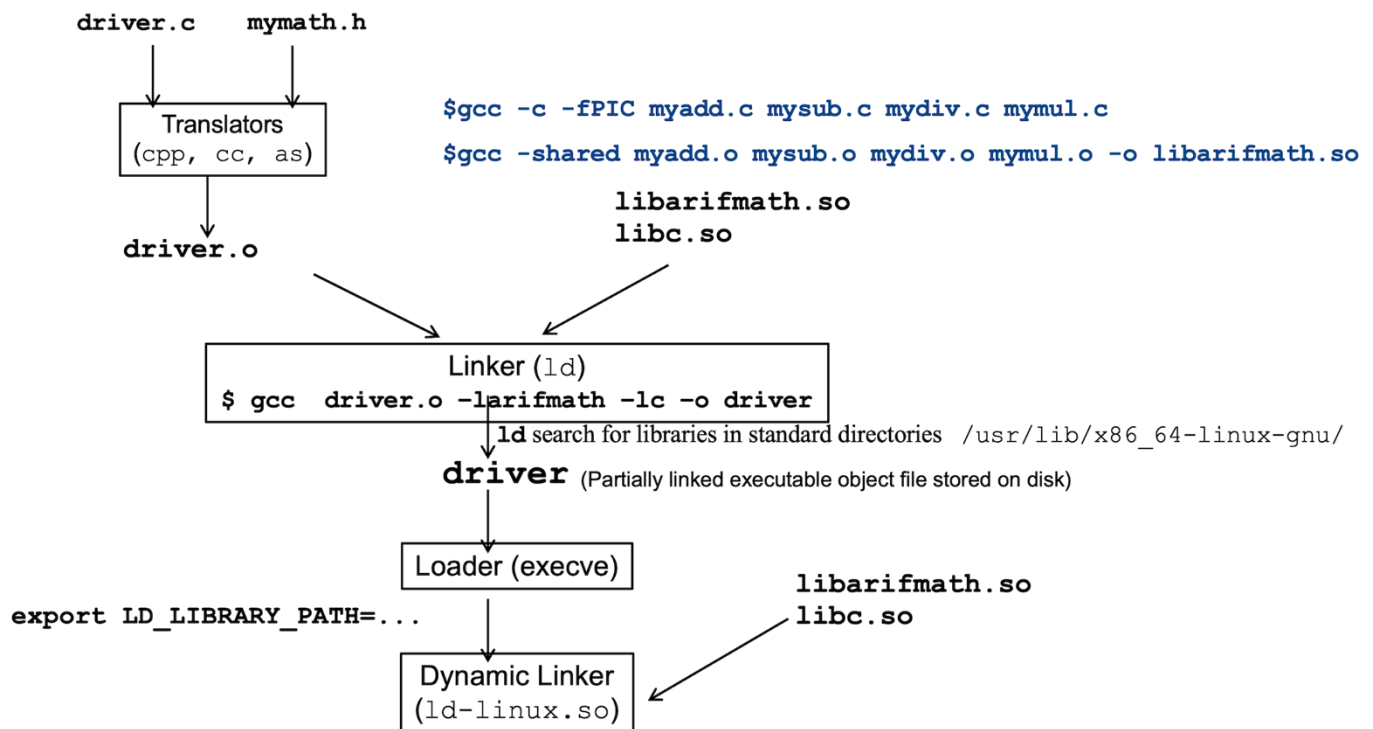 driver.c mymath.h
Translators
(cpp, cc, as)
$gcc -c -fPIC myadd.c mysub.c mydiv.c mymul.c
$gcc -shared myadd.o mysub.o mydiv.o mymul.o -o libarifmath.so
driver.o
libarifmath.so
libc.so
Linker (ld)
$ gcc driver.o -larifmath -lc -o driver
ld search for libraries in standard directories /usr/lib/x86_64-linux-gnu/
driver (Partially linked executable object file stored on disk)
Loader (execve)
export LD_LIBRARY_PATH=...
libarifmath.so
libc.so
Dynamic Linker
(ld-linux.so)